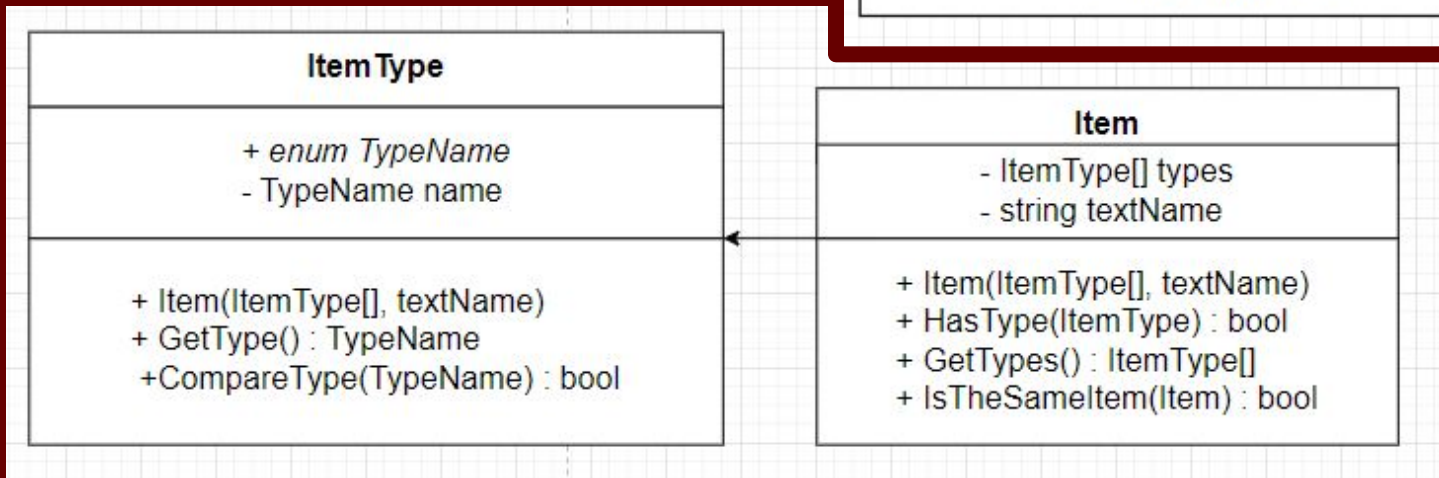 ItemType
+ enum TypeName
- TypeName name
+ Item(ItemType[], textName)
+ GetType() : TypeName
+CompareType(TypeName) : bool
Item
- ItemType[] types
- string textName
+ Item(ItemType[], textName)
+ HasType(ItemType) : bool
+ GetTypes() : ItemType[]
+ IsTheSameItem(Item) : bool